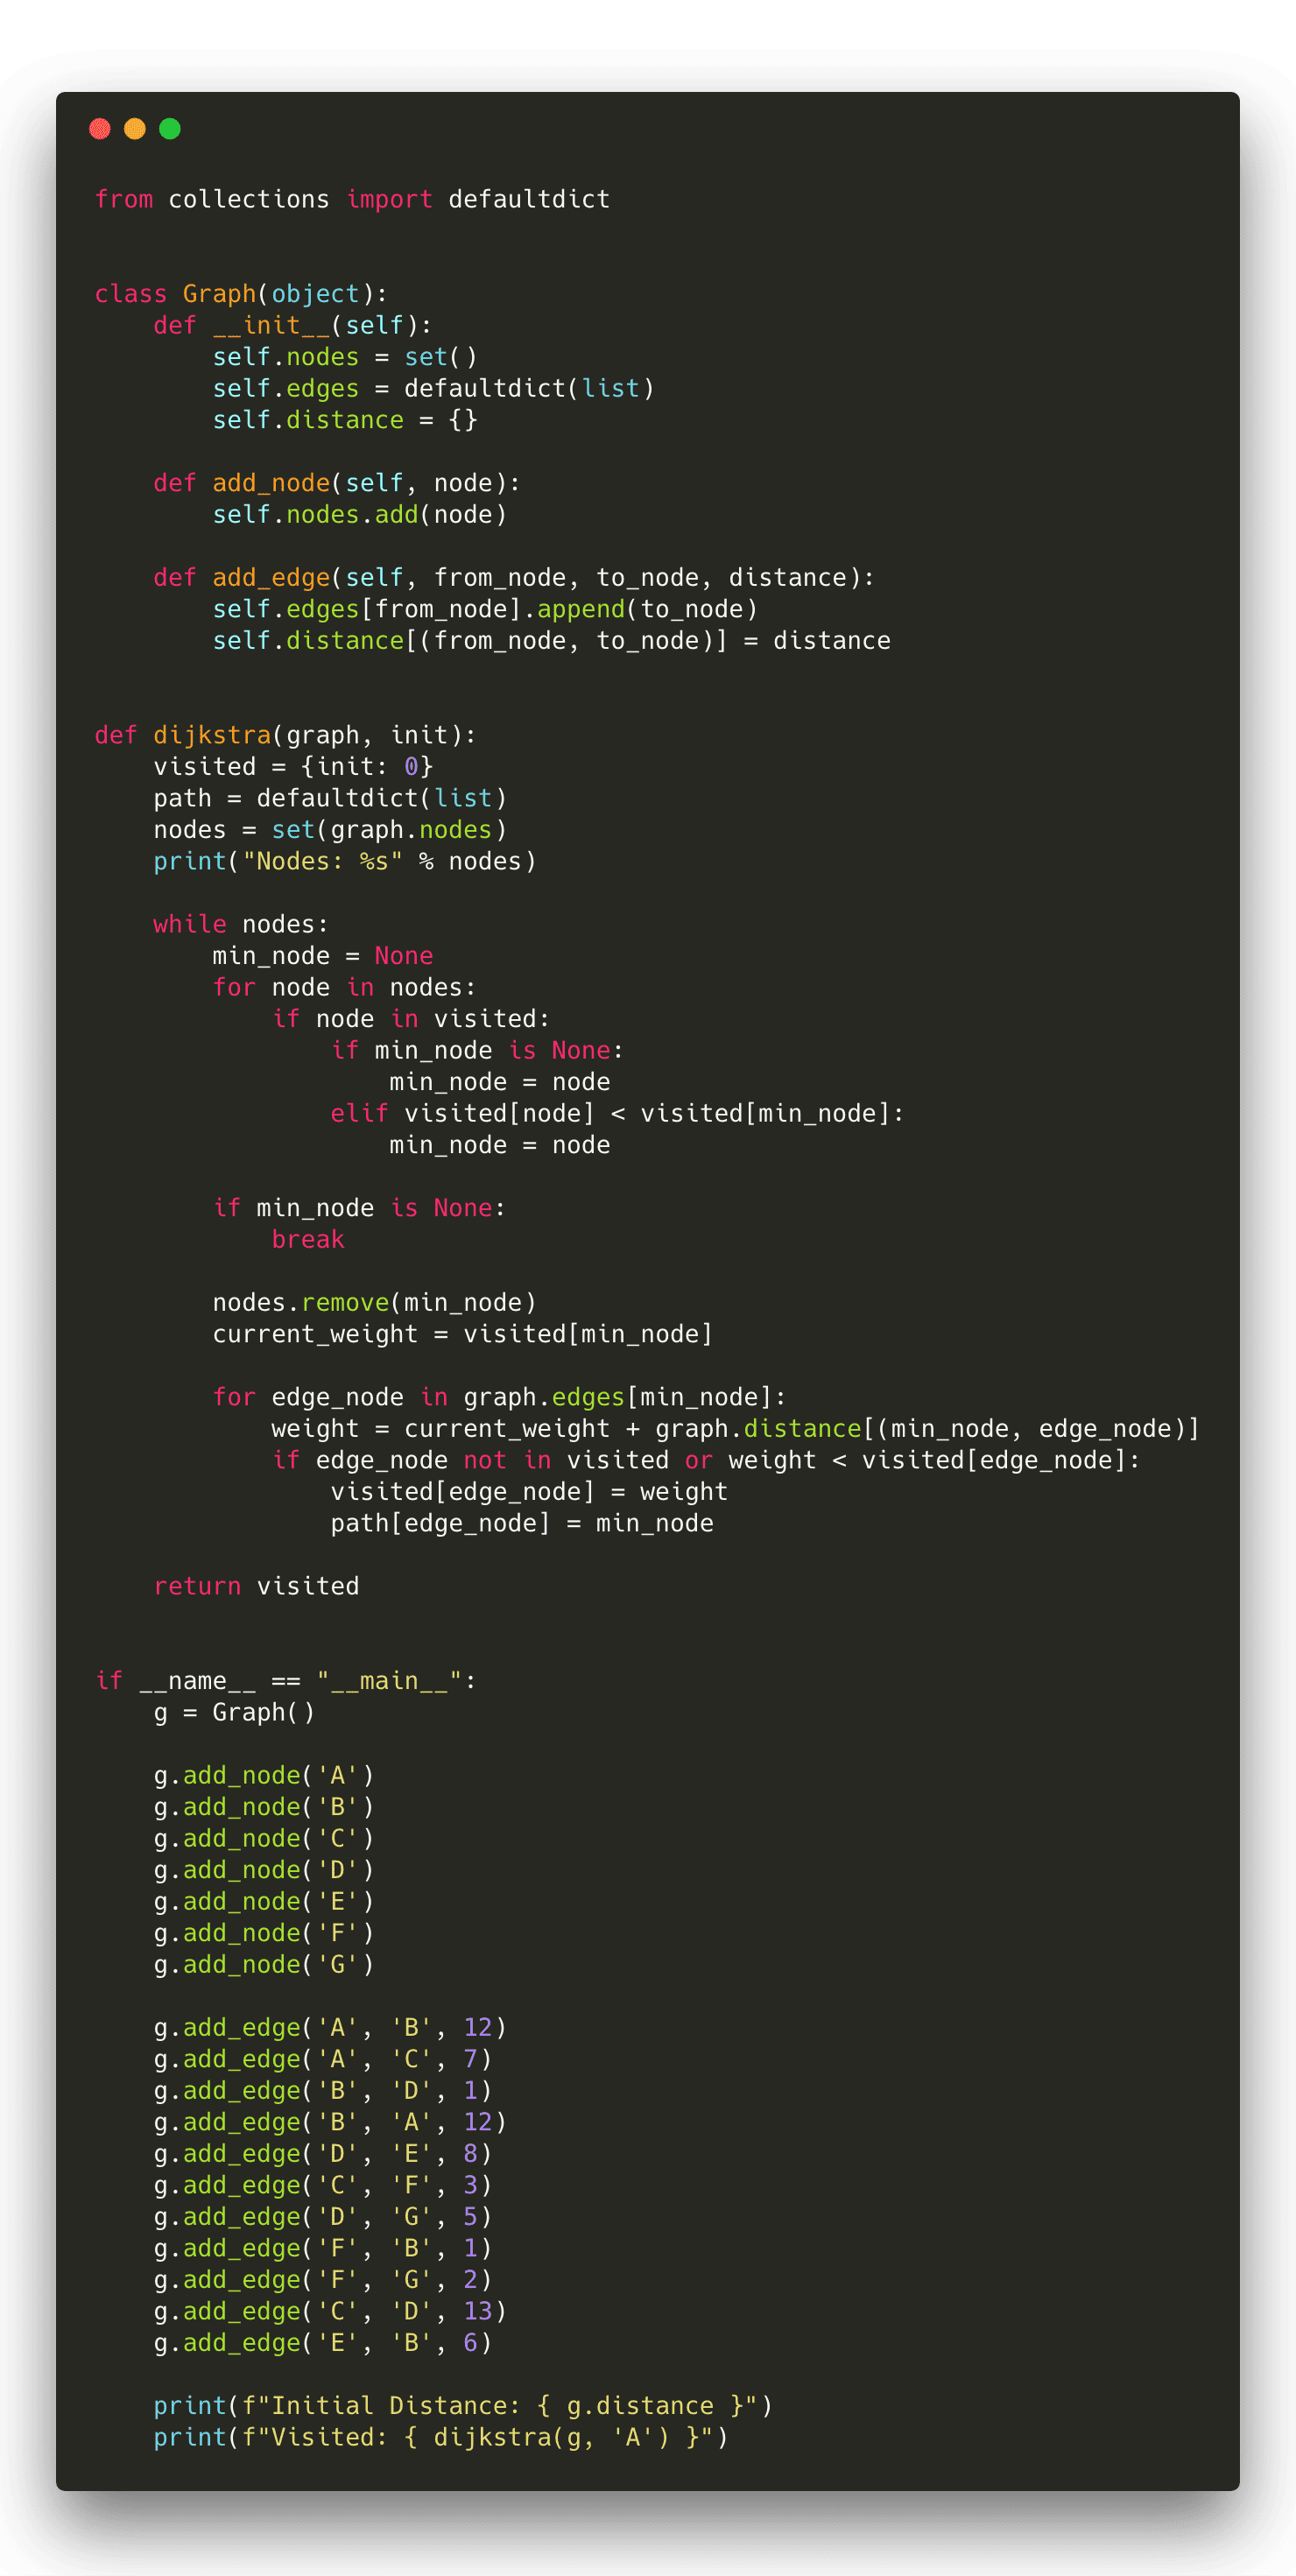 from collections import defaultdict


class Graph(object):
    def __init__(self):
        self.nodes = set()
        self.edges = defaultdict(list)
        self.distance = {}

    def add_node(self, node):
        self.nodes.add(node)

    def add_edge(self, from_node, to_node, distance):
        self.edges[from_node].append(to_node)
        self.distance[(from_node, to_node)] = distance


def dijkstra(graph, init):
    visited = {init: 0}
    path = defaultdict(list)
    nodes = set(graph.nodes)
    print("Nodes: %s" % nodes)

    while nodes:
        min_node = None
        for node in nodes:
            if node in visited:
                if min_node is None:
                    min_node = node
                elif visited[node] < visited[min_node]:
                    min_node = node

        if min_node is None:
            break

        nodes.remove(min_node)
        current_weight = visited[min_node]

        for edge_node in graph.edges[min_node]:
            weight = current_weight + graph.distance[(min_node, edge_node)]
            if edge_node not in visited or weight < visited[edge_node]:
                visited[edge_node] = weight
                path[edge_node] = min_node

    return visited


if __name__ == "__main__":
    g = Graph()

    g.add_node('A')
    g.add_node('B')
    g.add_node('C')
    g.add_node('D')
    g.add_node('E')
    g.add_node('F')
    g.add_node('G')

    g.add_edge('A', 'B', 12)
    g.add_edge('A', 'C', 7)
    g.add_edge('B', 'D', 1)
    g.add_edge('B', 'A', 12)
    g.add_edge('D', 'E', 8)
    g.add_edge('C', 'F', 3)
    g.add_edge('D', 'G', 5)
    g.add_edge('F', 'B', 1)
    g.add_edge('F', 'G', 2)
    g.add_edge('C', 'D', 13)
    g.add_edge('E', 'B', 6)

    print(f"Initial Distance: { g.distance }")
    print(f"Visited: { dijkstra(g, 'A') }")